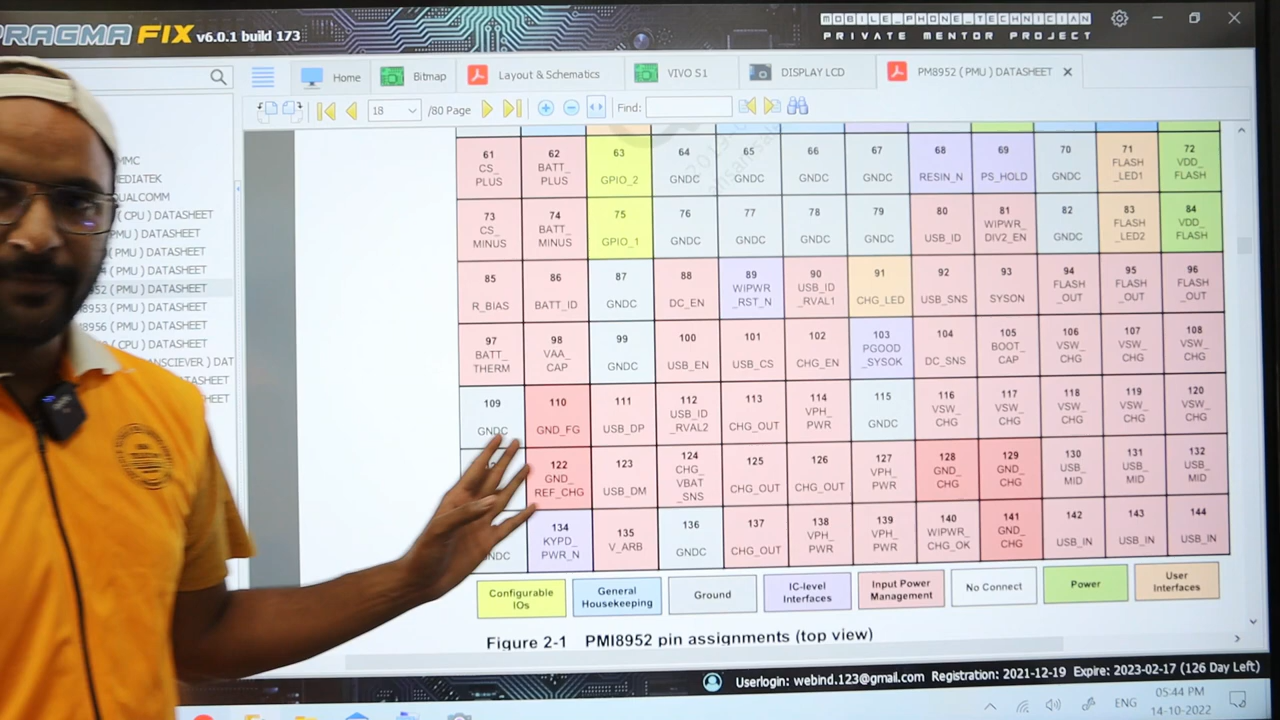 PRAGMA FIX v6.0.1 build 173
MOBILE_PHONE_TECHNICIAN
PRIVATE MENTOR PROJECT
Home
Bitmap
Layout & Schematics
VIVO S1
DISPLAY LCD
PM8952 ( PMU ) DATASHEET
18
/80 Page
Find:
MMC
MEDIATEK
QUALCOMM
( CPU ) DATASHEET
PMU ) DATASHEET
( PMU ) DATASHEET
( PMU ) DATASHEET
952 ( PMU ) DATASHEET
8953 ( PMU ) DATASHEET
8956 ( PMU ) DATASHEET
( CPU ) DATASHEET
ANSCIEVER ) DAT
TASHEET
ASHEET
61 CS_ PLUS
62 BATT_ PLUS
63 GPIO_2
64 GNDC
65 GNDC
66 GNDC
67 GNDC
68 RESIN_N
69 PS_HOLD
70 GNDC
71 FLASH _LED1
72 VDD_ FLASH
73 CS_ MINUS
74 BATT_ MINUS
75 GPIO_1
76 GNDC
77 GNDC
78 GNDC
79 GNDC
80 USB_ID
81 WIPWR_ DIV2_EN
82 GNDC
83 FLASH _LED2
84 VDD_ FLASH
85 R_BIAS
86 BATT_ID
87 GNDC
88 DC_EN
89 WIPWR _RST_N
90 USB_ID _RVAL1
91 CHG_LED
92 USB_SNS
93 SYSON
94 FLASH _OUT
95 FLASH _OUT
96 FLASH _OUT
97 BATT_ THERM
98 VAA_ CAP
99 GNDC
100 USB_EN
101 USB_CS
102 CHG_EN
103 PGOOD _SYSOK
104 DC_SNS
105 BOOT_ CAP
106 VSW_ CHG
107 VSW_ CHG
108 VSW_ CHG
109 GNDC
110 GND_FG
111 USB_DP
112 USB_ID _RVAL2
113 CHG_OUT
114 VPH_ PWR
115 GNDC
116 VSW_ CHG
117 VSW_ CHG
118 VSW_ CHG
119 VSW_ CHG
120 VSW_ CHG
122 GND_ REF_CHG
123 USB_DM
124 CHG_ VBAT _SNS
125 CHG_OUT
126 CHG_OUT
127 VPH_ PWR
128 GND_ CHG
129 GND_ CHG
130 USB_ MID
131 USB_ MID
132 USB_ MID
NDC
134 KYPD_ PWR_N
135 V_ARB
136 GNDC
137 CHG_OUT
138 VPH_ PWR
139 VPH_ PWR
140 WIPWR_ CHG_OK
141 GND_ CHG
142 USB_IN
143 USB_IN
144 USB_IN
Configurable IOs
General Housekeeping
Ground
IC-level Interfaces
Input Power Management
No Connect
Power
User Interfaces
Figure 2-1 PMI8952 pin assignments (top view)
Userlogin: webind.123@gmail.com Registration: 2021-12-19 Expire: 2023-02-17 (126 Day Left)
ENG
05:44 PM
14-10-2022